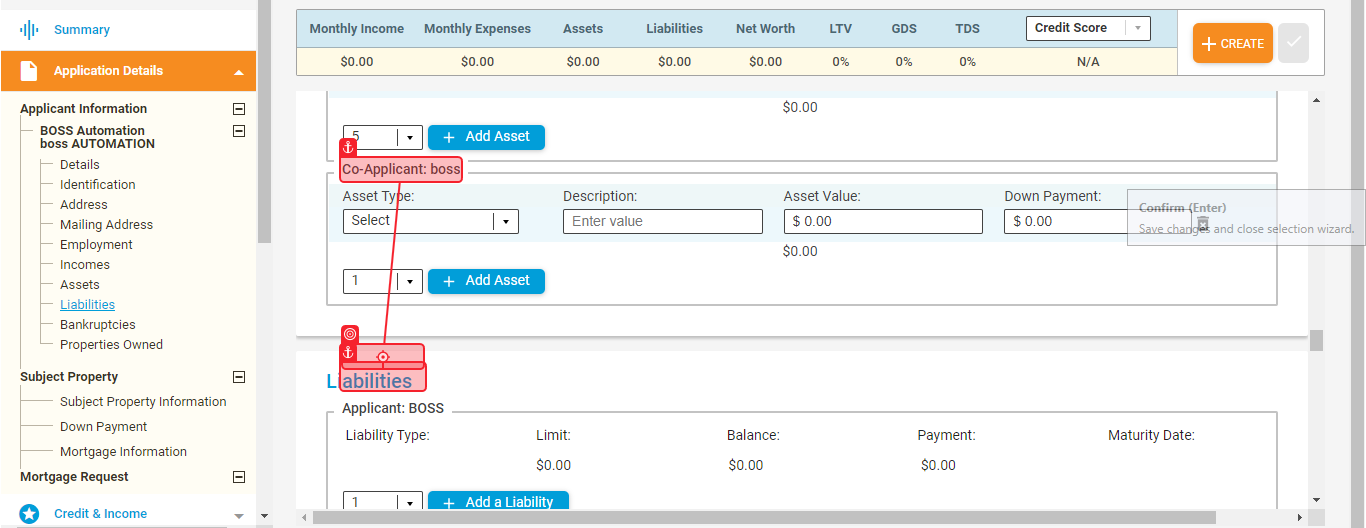 Summary
Application Details
Applicant Information
BOSS Automation
boss AUTOMATION
Details
Identification
Address
Mailing Address
Employment
Incomes
Assets
Liabilities
Bankruptcies
Properties Owned
Subject Property
Subject Property Information
Down Payment
Mortgage Information
Mortgage Request
Credit & Income
Monthly Income Monthly Expenses Assets Liabilities Net Worth LTV GDS TDS Credit Score
$0.00 $0.00 $0.00 $0.00 $0.00 0% 0% 0% N/A
+ CREATE
$0.00
5 + Add Asset
Co-Applicant: boss
Asset Type: Description: Asset Value: Down Payment:
Select Enter value $ 0.00 $ 0.00
Confirm (Enter)
Save changes and close selection wizard.
$0.00
1 + Add Asset
Liabilities
Applicant: BOSS
Liability Type: Limit: Balance: Payment: Maturity Date:
$0.00 $0.00 $0.00
1 + Add a Liability